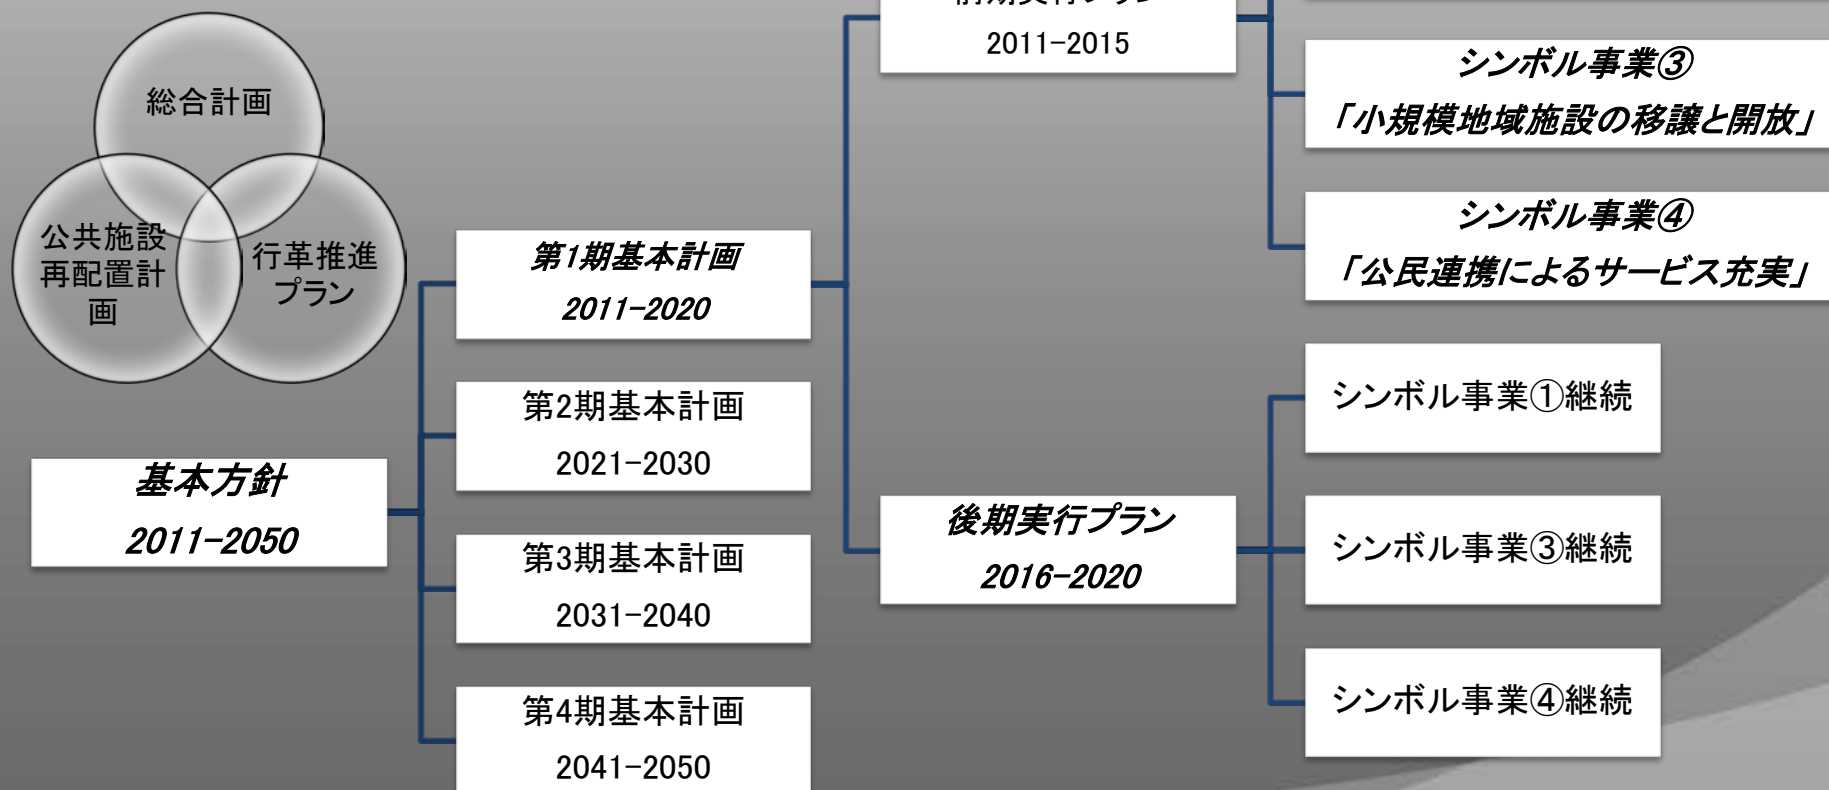 総合計画
公共施設
再配置計
画
行革推進
プラン
基本方針
2011-2050
第1期基本計画
2011-2020
第2期基本計画
2021-2030
第3期基本計画
2031-2040
第4期基本計画
2041-2050
前期実行プラン
2011-2015
シンボル事業③
「小規模地域施設の移譲と開放」
シンボル事業④
「公民連携によるサービス充実」
後期実行プラン
2016-2020
シンボル事業①継続
シンボル事業③継続
シンボル事業④継続